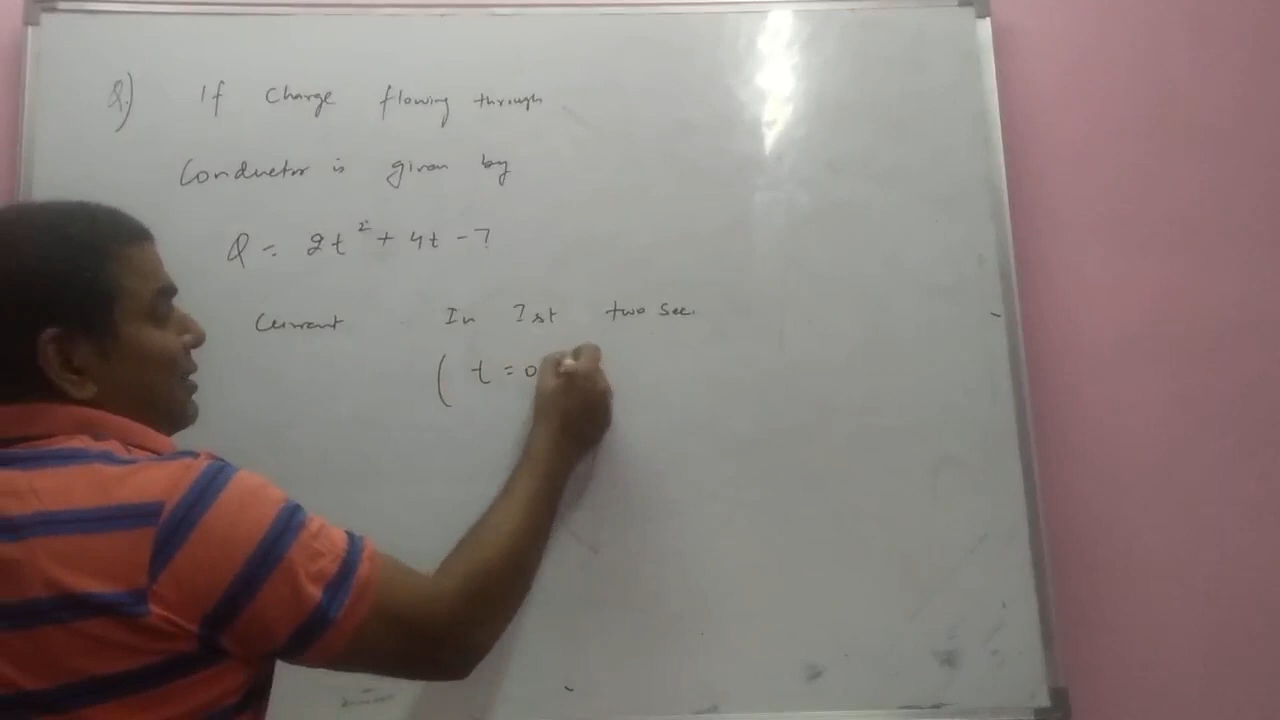 Q.) If Charge flowing through
Conductor is given by
Q = 2t² + 4t - 7
Current In Ist two sec.
( t = 0